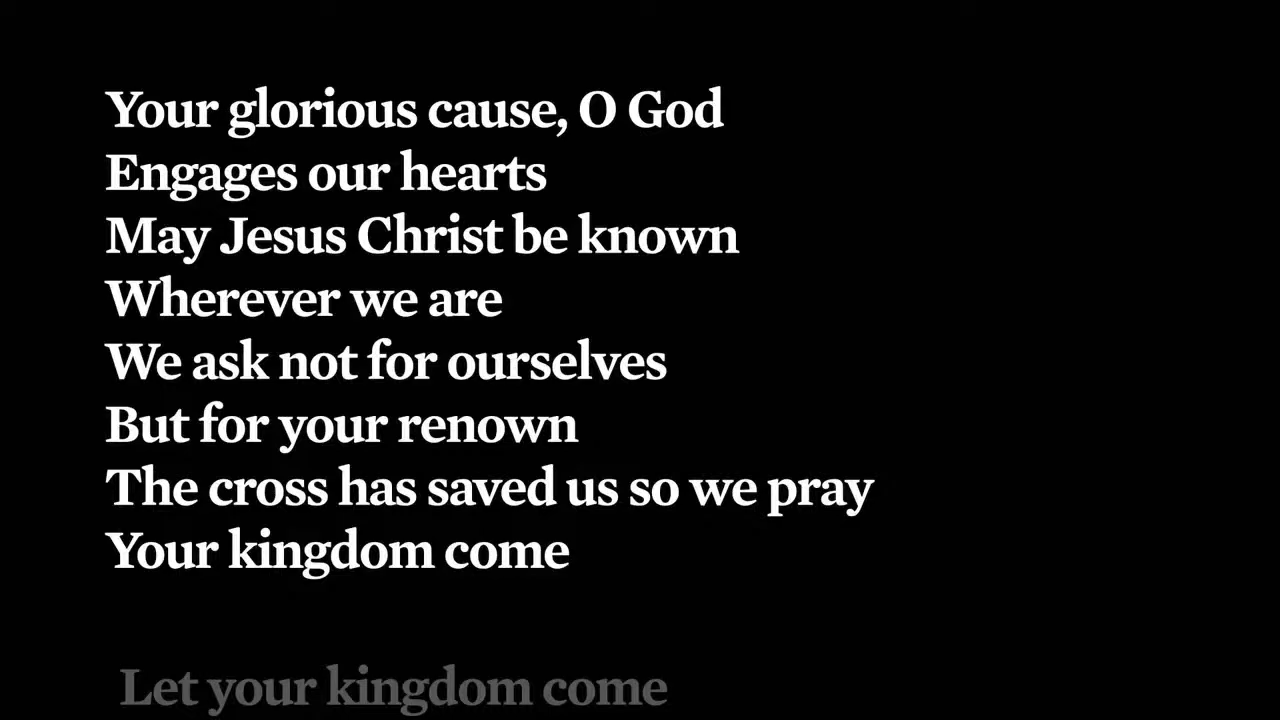 Your glorious cause, O God
Engages our hearts
May Jesus Christ be known
Wherever we are
We ask not for ourselves
But for your renown
The cross has saved us so we pray
Your kingdom come
Let your kingdom come